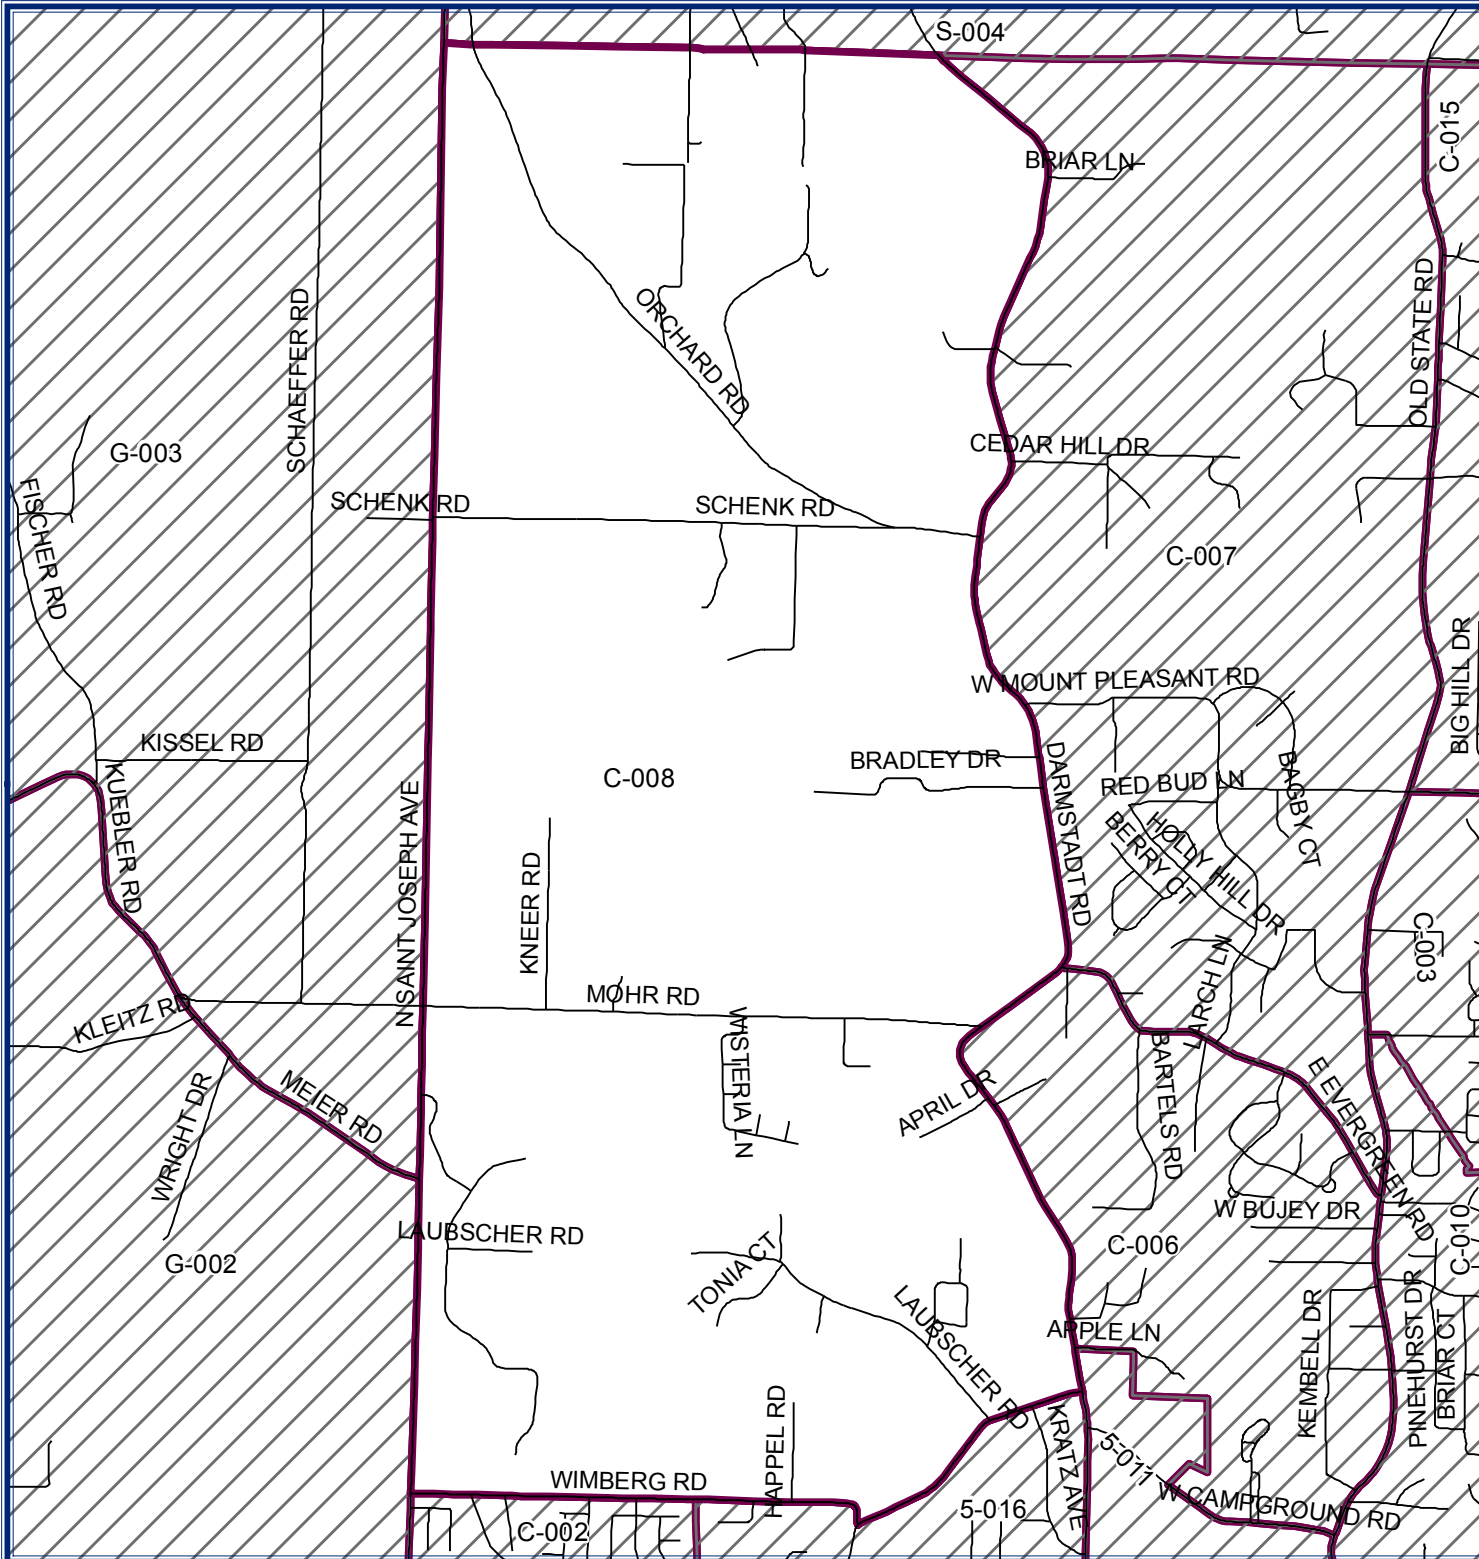 S-004
C-015
BRIAR LN
ORCHARD RD
SCHAEFFER RD
OLD STATE RD
G-003
CEDAR HILL DR
FISCHER RD
SCHENK RD
SCHENK RD
C-007
W MOUNT PLEASANT RD
BIG HILL DR
KISSEL RD
C-008
BRADLEY DR
DARMSTADT RD
RED BUD LN
BAGBY CT
KUEBLER RD
N SAINT JOSEPH AVE
KNEER RD
HOLLY HILL DR
BERRY CT
C-003
LARCH LN
KLEITZ RD
MOHR RD
WISTERIA LN
MEIER RD
WRIGHT DR
APRIL DR
BARTELS RD
E EVERGREEN RD
W BUJEY DR
C-010
LAUBSCHER RD
G-002
TONIA CT
C-006
LAUBSCHER RD
APPLE LN
KEMBELL DR
PINEHURST DR
BRIAR CT
HAPPEL RD
KRATZ AVE
5-011
WIMBERG RD
W CAMPGROUND RD
5-016
C-002